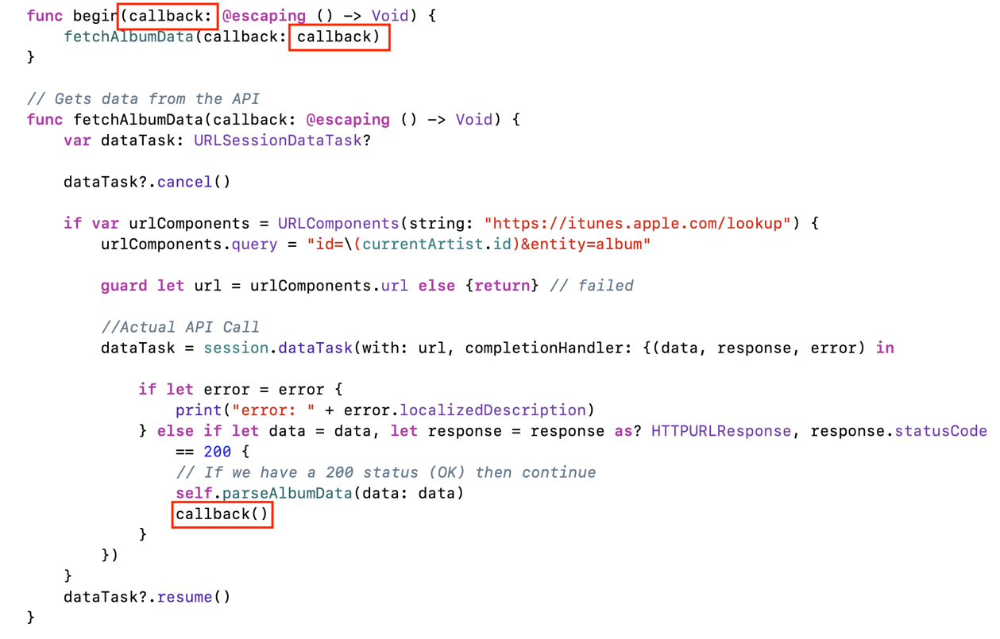 func begin(callback: @escaping () -> Void) {
    fetchAlbumData(callback: callback)
}
// Gets data from the API
func fetchAlbumData(callback: @escaping () -> Void) {
    var dataTask: URLSessionDataTask?
    dataTask?.cancel()
    if var urlComponents = URLComponents(string: "https://itunes.apple.com/lookup") {
        urlComponents.query = "id=\(currentArtist.id)&entity=album"
        guard let url = urlComponents.url else {return} // failed
        //Actual API Call
        dataTask = session.dataTask(with: url, completionHandler: {(data, response, error) in
            if let error = error {
                print("error: " + error.localizedDescription)
            } else if let data = data, let response = response as? HTTPURLResponse, response.statusCode
                == 200 {
                // If we have a 200 status (OK) then continue
                self.parseAlbumData(data: data)
                callback()
            }
        })
    }
    dataTask?.resume()
}